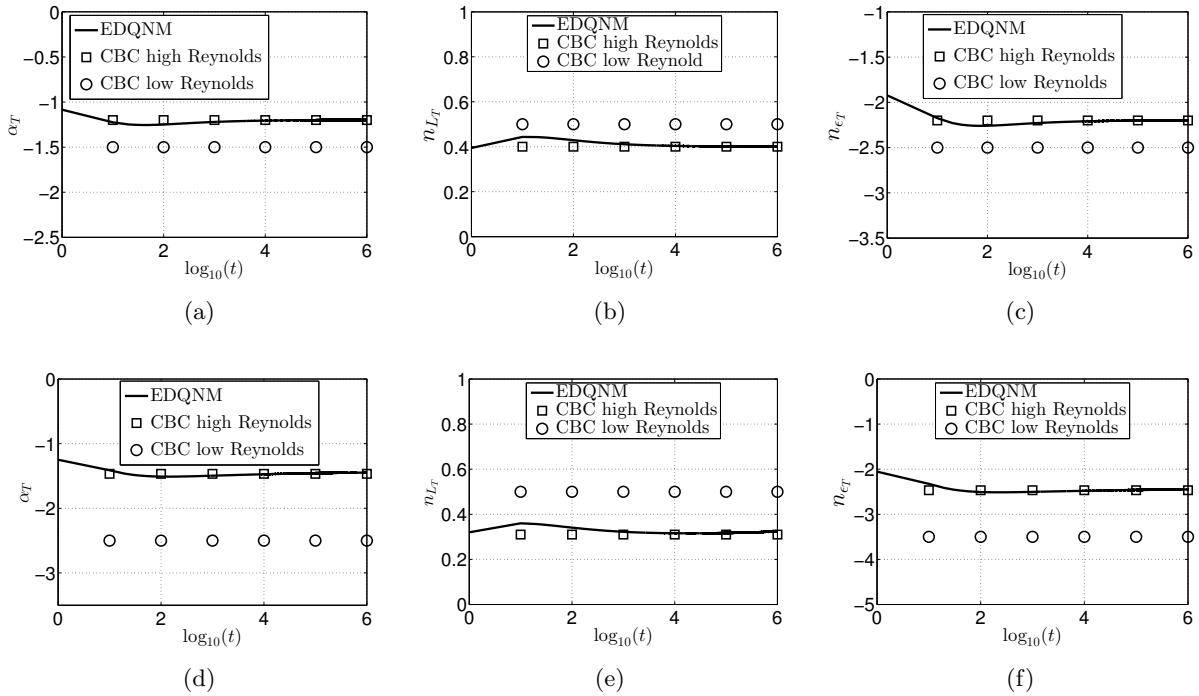 0
−0.5
−1
−1.5
−2
−2.5
α_T
EDQNM
CBC high Reynolds
CBC low Reynolds
0 2 4 6
log₁₀(t)
(a)
1
0.8
0.6
0.4
0.2
0
n_{L_T}
EDQNM
CBC high Reynolds
CBC low Reynold
0 2 4 6
log₁₀(t)
(b)
−1
−1.5
−2
−2.5
−3
−3.5
n_{ϵ_T}
EDQNM
CBC high Reynolds
CBC low Reynolds
0 2 4 6
log₁₀(t)
(c)
0
−1
−2
−3
α_T
EDQNM
CBC high Reynolds
CBC low Reynolds
0 2 4 6
log₁₀(t)
(d)
1
0.8
0.6
0.4
0.2
0
n_{L_T}
EDQNM
CBC high Reynolds
CBC low Reynolds
0 2 4 6
log₁₀(t)
(e)
0
−1
−2
−3
−4
−5
n_{ϵ_T}
EDQNM
CBC high Reynolds
CBC low Reynolds
0 2 4 6
log₁₀(t)
(f)